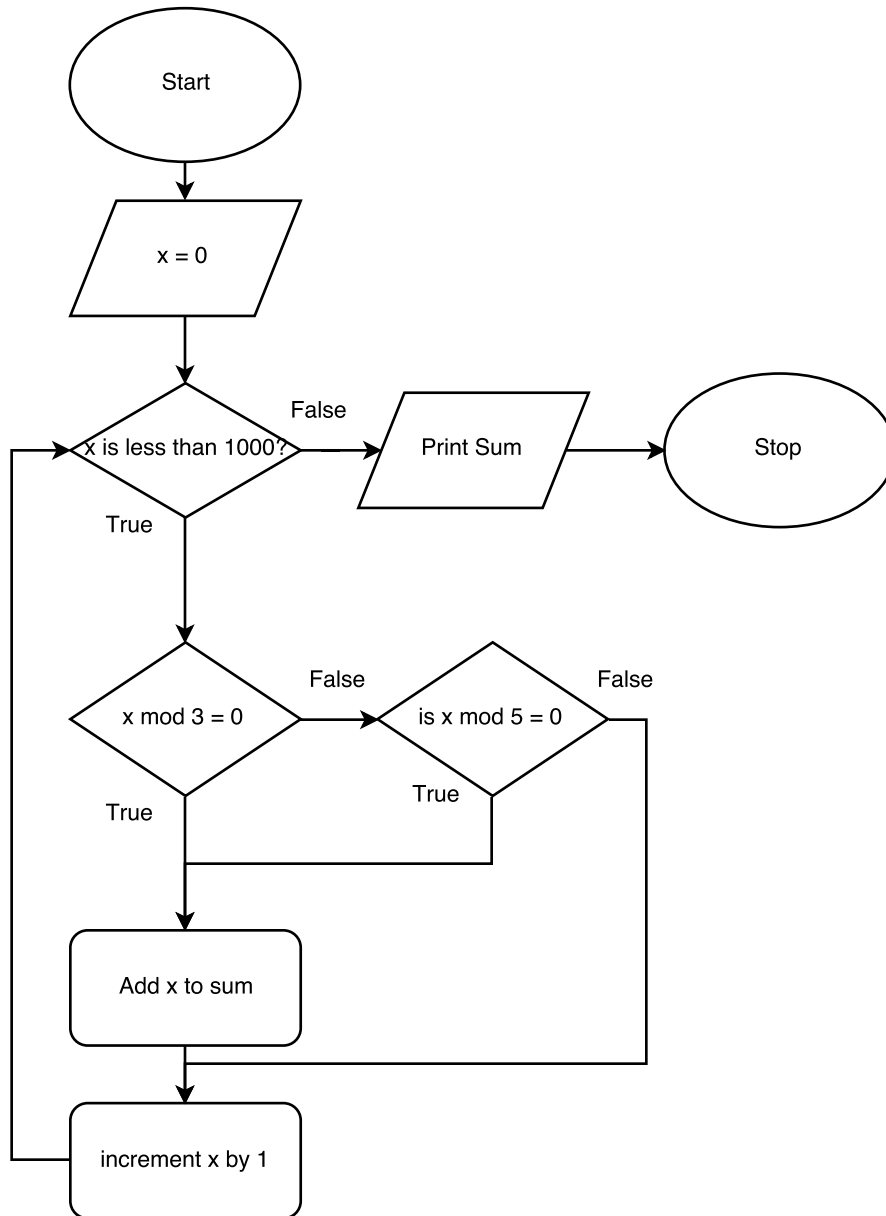 Start
x = 0
x is less than 1000?
False
Print Sum
Stop
True
x mod 3 = 0
False
is x mod 5 = 0
False
True
True
Add x to sum
increment x by 1